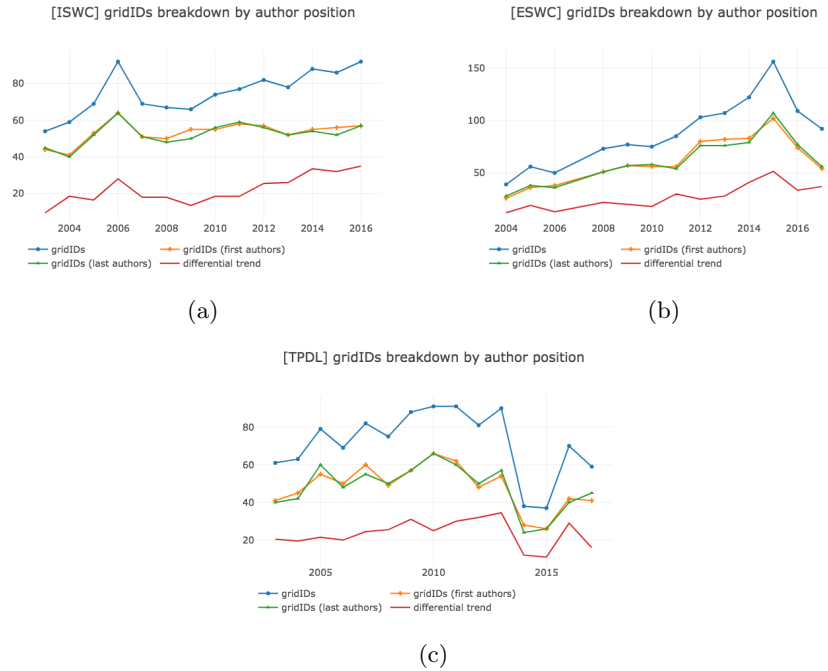 [ISWC] gridIDs breakdown by author position
80
60
40
20
2004 2006 2008 2010 2012 2014 2016
gridIDs gridIDs (first authors)
gridIDs (last authors) differential trend
(a)
[ESWC] gridIDs breakdown by author position
150
100
50
2004 2006 2008 2010 2012 2014 2016
gridIDs gridIDs (first authors)
gridIDs (last authors) differential trend
(b)
[TPDL] gridIDs breakdown by author position
80
60
40
20
2005 2010 2015
gridIDs gridIDs (first authors)
gridIDs (last authors) differential trend
(c)